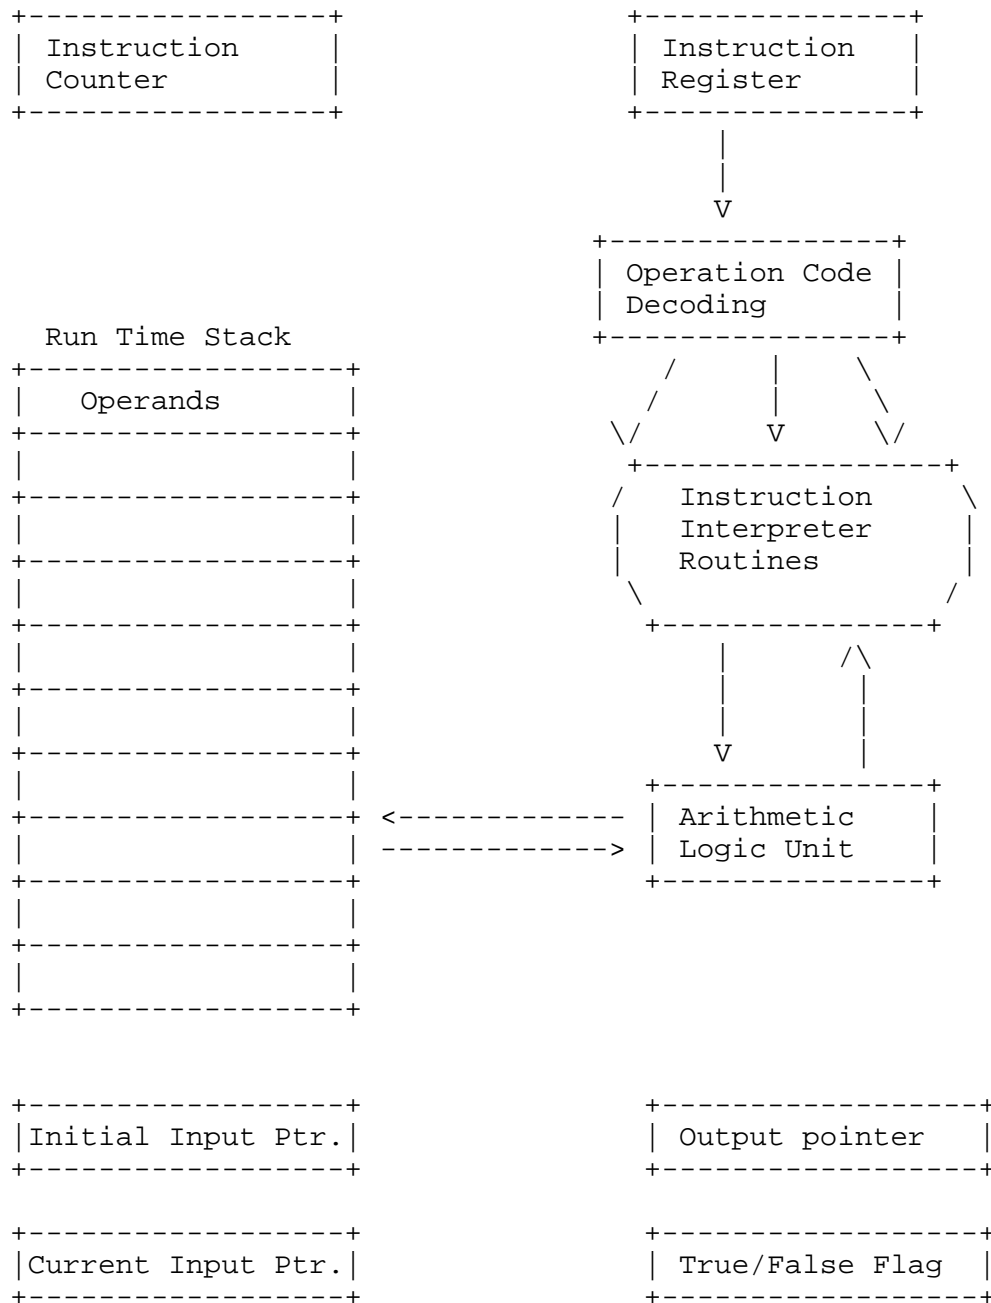 Instruction
Counter
Instruction
Register
Operation Code
Decoding
Run Time Stack
Operands
Instruction
Interpreter
Routines
Arithmetic
Logic Unit
Initial Input Ptr.
Output pointer
Current Input Ptr.
True/False Flag